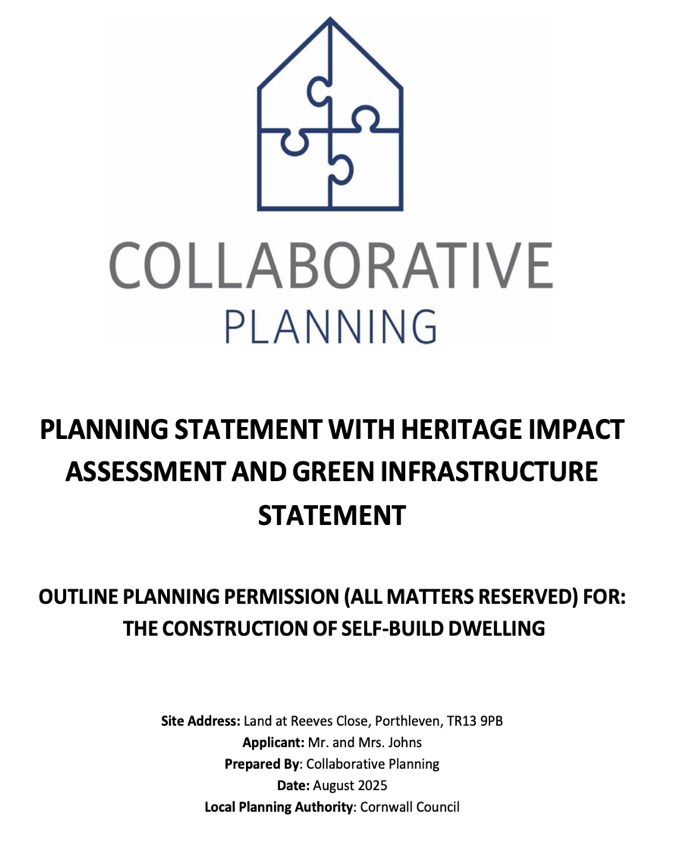 COLLABORATIVE
PLANNING
PLANNING STATEMENT WITH HERITAGE IMPACT
ASSESSMENT AND GREEN INFRASTRUCTURE
STATEMENT
OUTLINE PLANNING PERMISSION (ALL MATTERS RESERVED) FOR:
THE CONSTRUCTION OF SELF-BUILD DWELLING
Site Address: Land at Reeves Close, Porthleven, TR13 9PB
Applicant: Mr. and Mrs. Johns
Prepared By: Collaborative Planning
Date: August 2025
Local Planning Authority: Cornwall Council